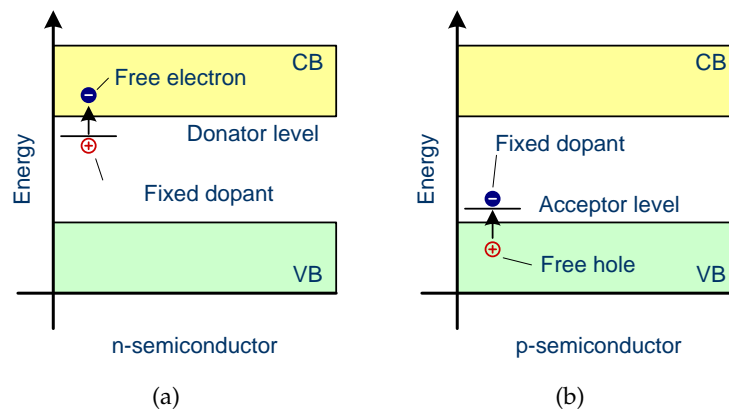 CB
Free electron
Donator level
Energy
Fixed dopant
VB
n-semiconductor
(a)
CB
Fixed dopant
Energy
Acceptor level
Free hole
VB
p-semiconductor
(b)